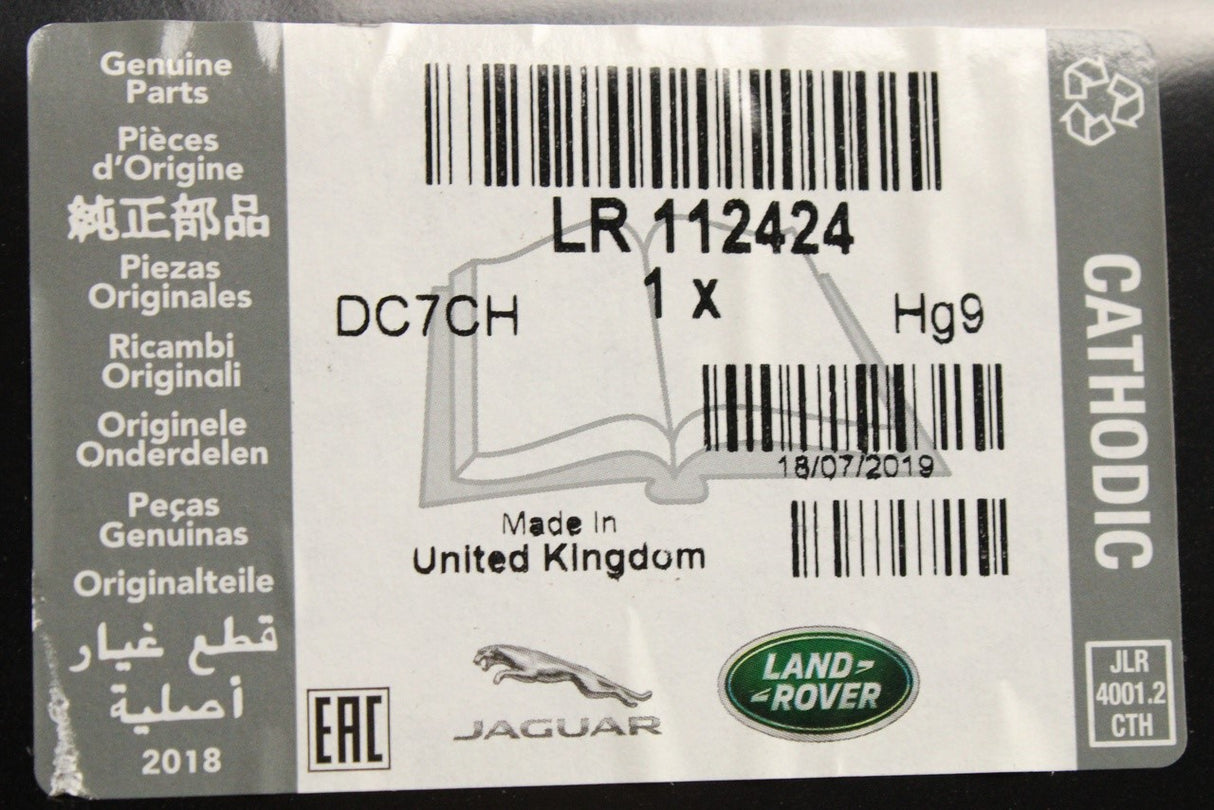 Genuine
Parts
Pièces
d'Origine
純正部品
Piezas
Originales
Ricambi
Originali
Originele
Onderdelen
Peças
Genuinas
Originalteile
قطع غيار
أصلية
2018
LR 112424
1 x
DC7CH
Hg9
18/07/2019
Made In
United KIngdom
EAC
JAGUAR
LAND-
-ROVER
CATHODIC
JLR
4001.2
CTH